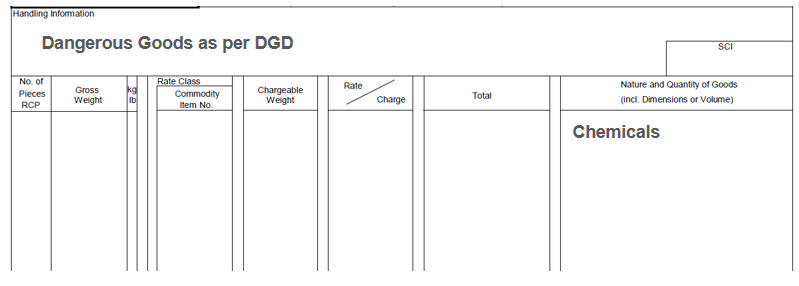 Handling Information
Dangerous Goods as per DGD
SCI
No. of
Pieces
RCP
Gross
Weight
kg
lb
Rate Class
Commodity
Item No.
Chargeable
Weight
Rate
Charge
Total
Nature and Quantity of Goods
(incl. Dimensions or Volume)
Chemicals